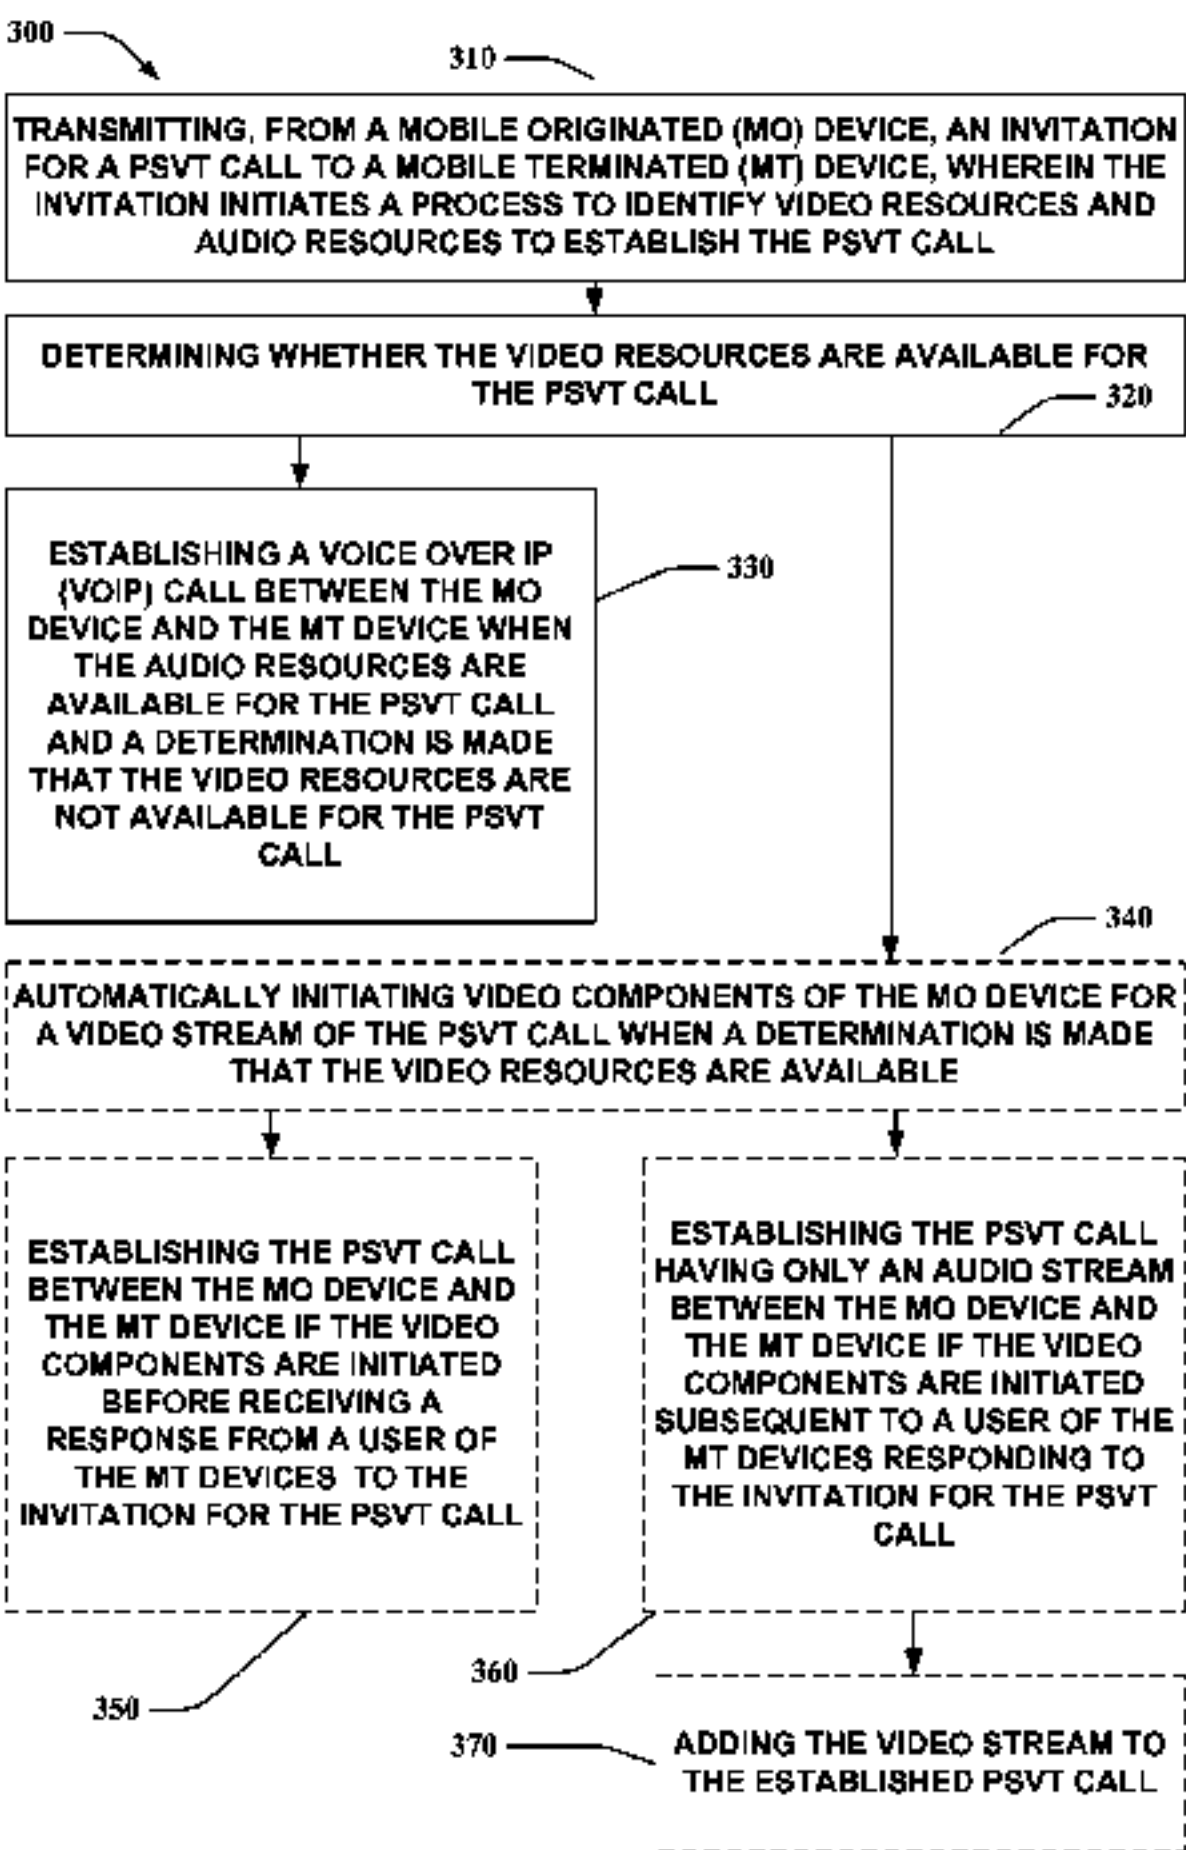 300
310
TRANSMITTING, FROM A MOBILE ORIGINATED (MO) DEVICE, AN INVITATION
FOR A PSVT CALL TO A MOBILE TERMINATED (MT) DEVICE, WHEREIN THE
INVITATION INITIATES A PROCESS TO IDENTIFY VIDEO RESOURCES AND
AUDIO RESOURCES TO ESTABLISH THE PSVT CALL
DETERMINING WHETHER THE VIDEO RESOURCES ARE AVAILABLE FOR
THE PSVT CALL
320
ESTABLISHING A VOICE OVER IP
(VOIP) CALL BETWEEN THE MO
DEVICE AND THE MT DEVICE WHEN
THE AUDIO RESOURCES ARE
AVAILABLE FOR THE PSVT CALL
AND A DETERMINATION IS MADE
THAT THE VIDEO RESOURCES ARE
NOT AVAILABLE FOR THE PSVT
CALL
330
340
AUTOMATICALLY INITIATING VIDEO COMPONENTS OF THE MO DEVICE FOR
A VIDEO STREAM OF THE PSVT CALL WHEN A DETERMINATION IS MADE
THAT THE VIDEO RESOURCES ARE AVAILABLE
ESTABLISHING THE PSVT CALL
BETWEEN THE MO DEVICE AND
THE MT DEVICE IF THE VIDEO
COMPONENTS ARE INITIATED
BEFORE RECEIVING A
RESPONSE FROM A USER OF
THE MT DEVICES TO THE
INVITATION FOR THE PSVT CALL
350
ESTABLISHING THE PSVT CALL
HAVING ONLY AN AUDIO STREAM
BETWEEN THE MO DEVICE AND
THE MT DEVICE IF THE VIDEO
COMPONENTS ARE INITIATED
SUBSEQUENT TO A USER OF THE
MT DEVICES RESPONDING TO
THE INVITATION FOR THE PSVT
CALL
360
370
ADDING THE VIDEO STREAM TO
THE ESTABLISHED PSVT CALL